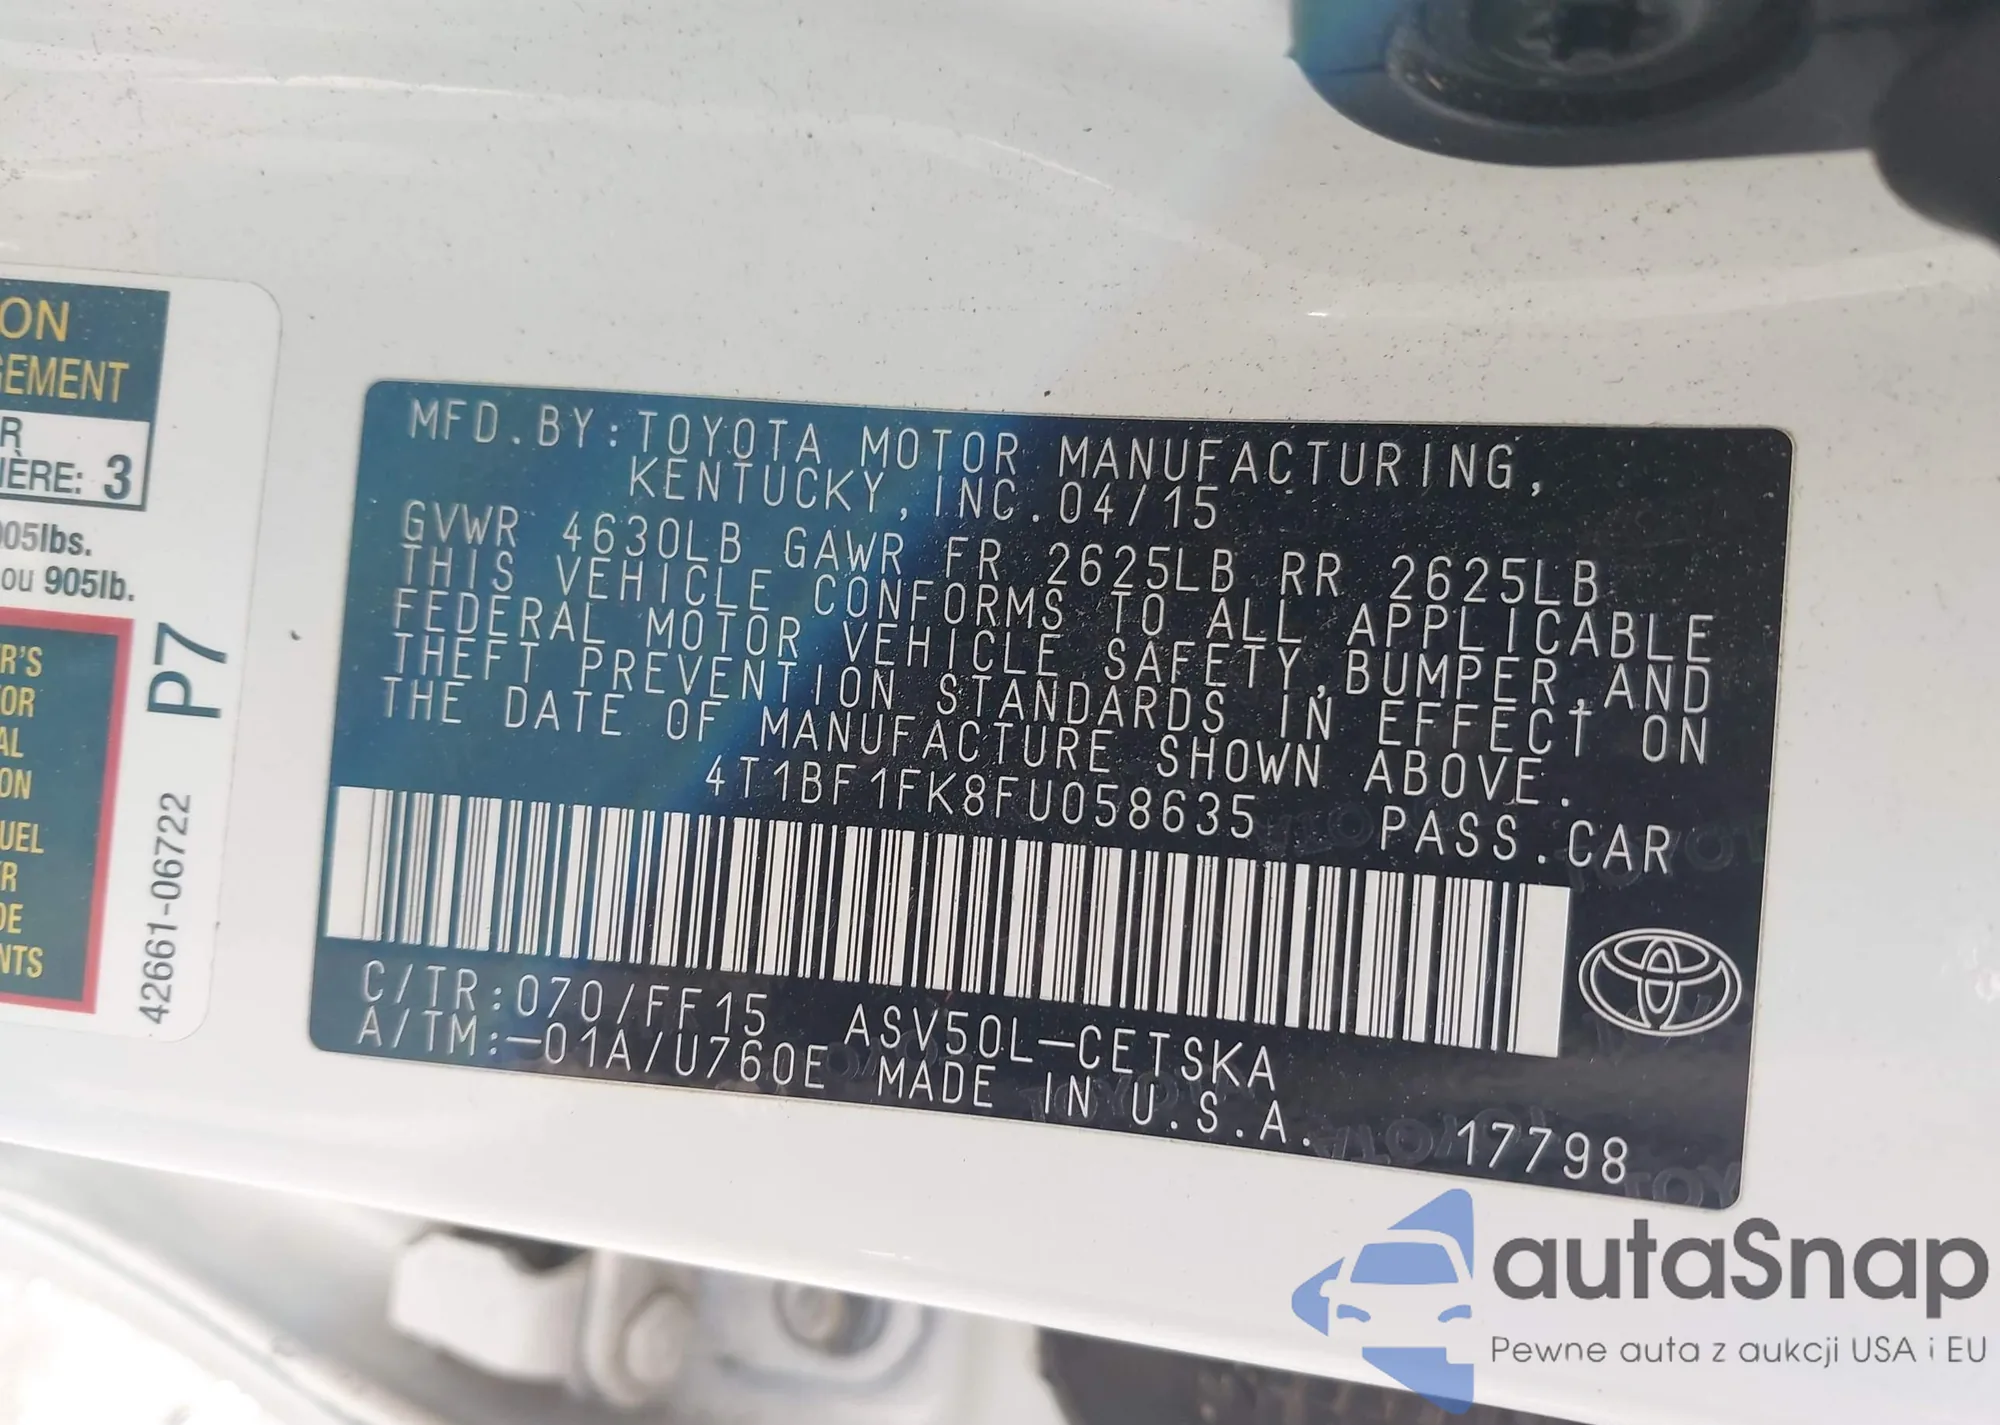 MFD.BY:TOYOTA MOTOR MANUFACTURING,
KENTUCKY,INC.04/15
GVWR 4630LB GAWR FR 2625LB RR 2625LB
THIS VEHICLE CONFORMS TO ALL APPLICABLE
FEDERAL MOTOR VEHICLE SAFETY,BUMPER,AND
THEFT PREVENTION STANDARDS IN EFFECT ON
THE DATE OF MANUFACTURE SHOWN ABOVE.
4T1BF1FK8FU058635 PASS.CAR
C/TR:070/FF15 ASV50L-CETSKA
A/TM:-01A/U760E MADE IN U.S.A.
17798
ON
GEMENT
R
IÈRE: 3
905lbs.
ou 905lb.
R'S
TOR
AL
ON
UEL
R
DE
NTS
P7
42661-06722
autaSnap
Pewne auta z aukcji USA i EU